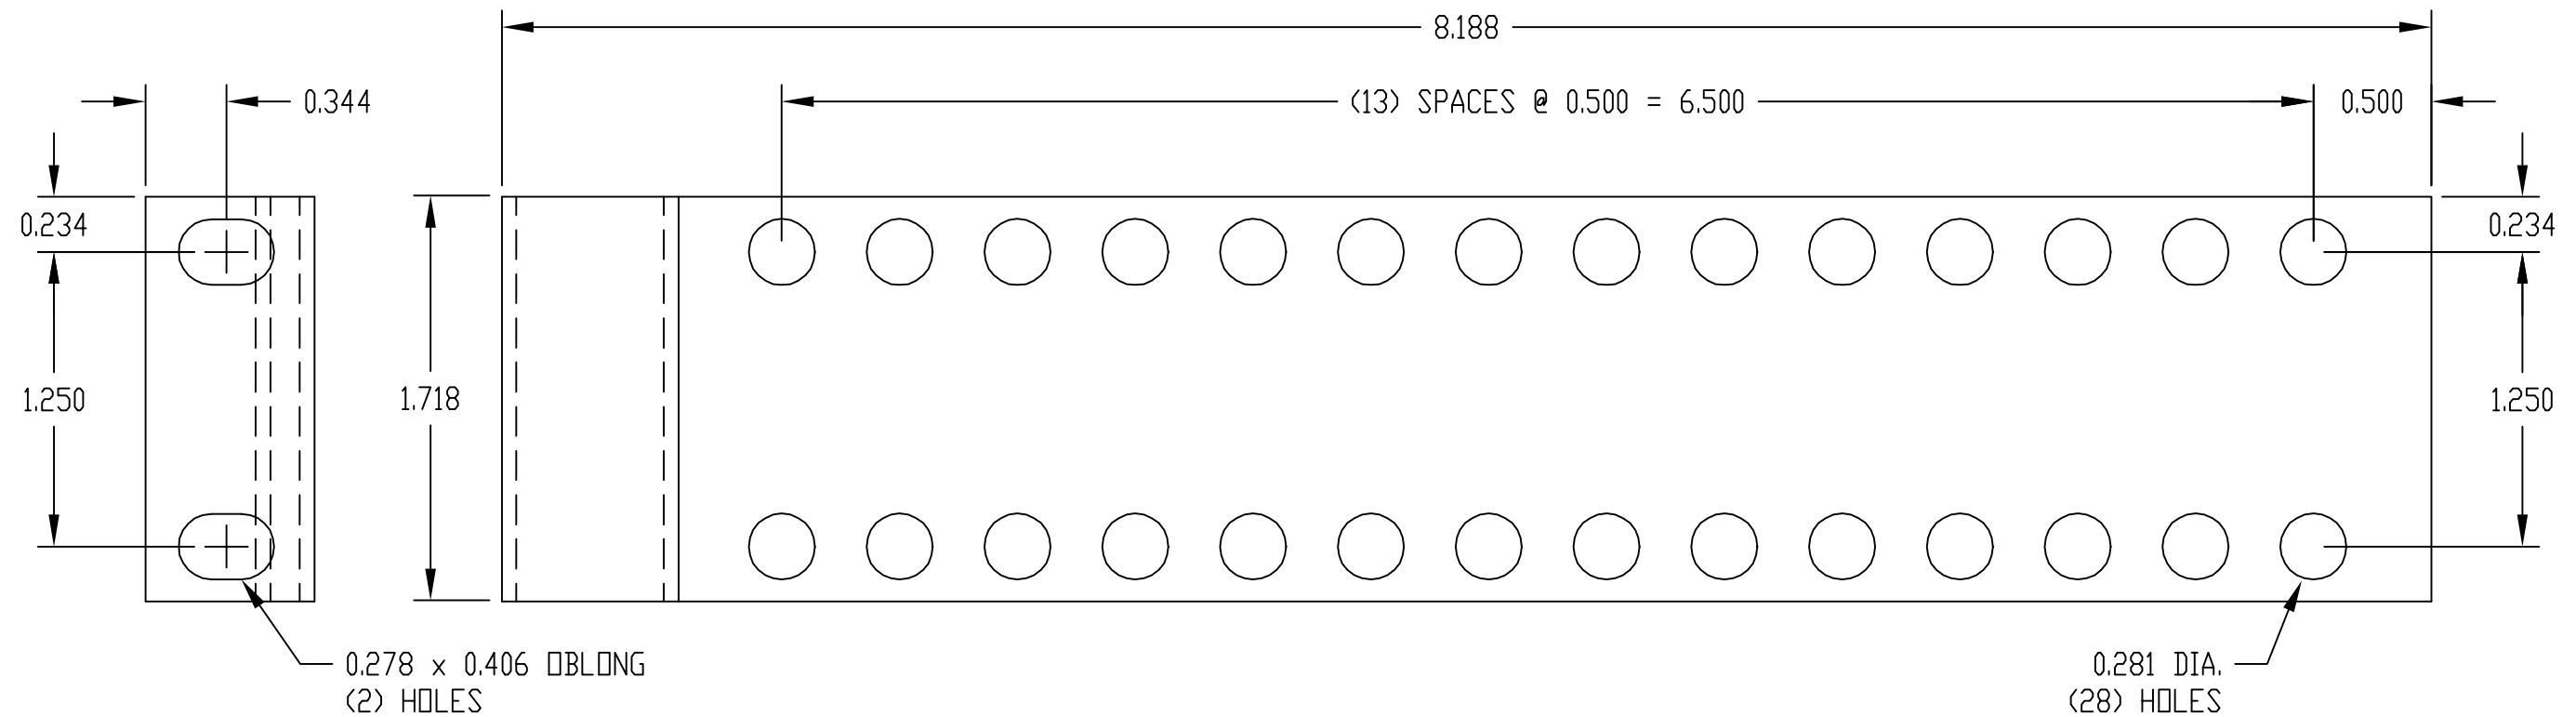 8.188
0.344
(13) SPACES @ 0.500 = 6.500
0.500
0.234
0.234
1.250
1.718
1.250
0.278 x 0.406 OBLONG
(2) HOLES
0.281 DIA.
(28) HOLES